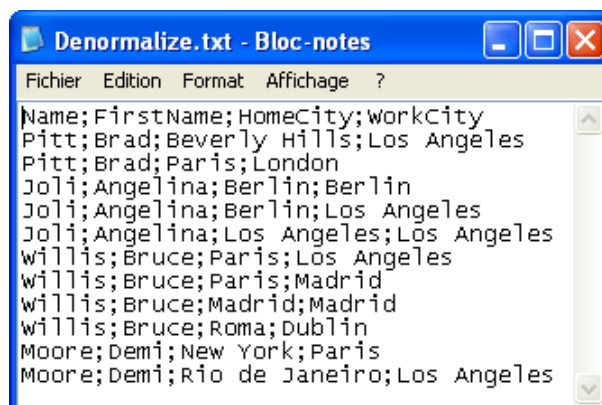 Denormalize.txt - Bloc-notes
Fichier Edition Format Affichage ?
Name;FirstName;HomeCity;WorkCity
Pitt;Brad;Beverly Hills;Los Angeles
Pitt;Brad;Paris;London
Joli;Angelina;Berlin;Berlin
Joli;Angelina;Berlin;Los Angeles
Joli;Angelina;Los Angeles;Los Angeles
Willis;Bruce;Paris;Los Angeles
Willis;Bruce;Paris;Madrid
Willis;Bruce;Madrid;Madrid
Willis;Bruce;Roma;Dublin
Moore;Demi;New York;Paris
Moore;Demi;Rio de Janeiro;Los Angeles